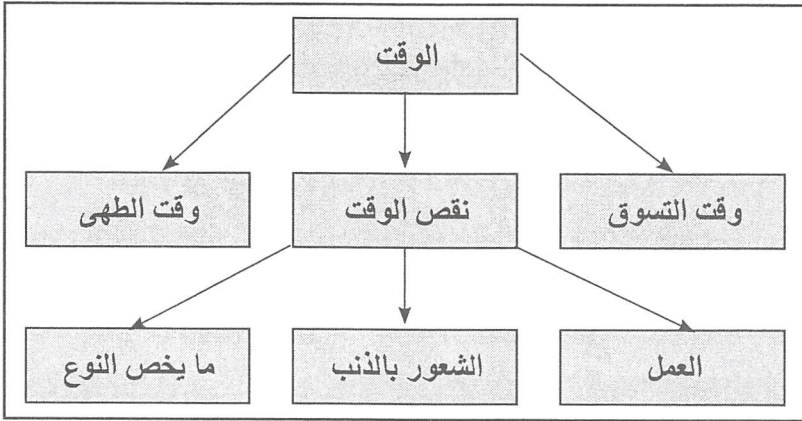 الوقت
وقت التسوق
نقص الوقت
وقت الطهى
العمل
الشعور بالذنب
ما يخص النوع